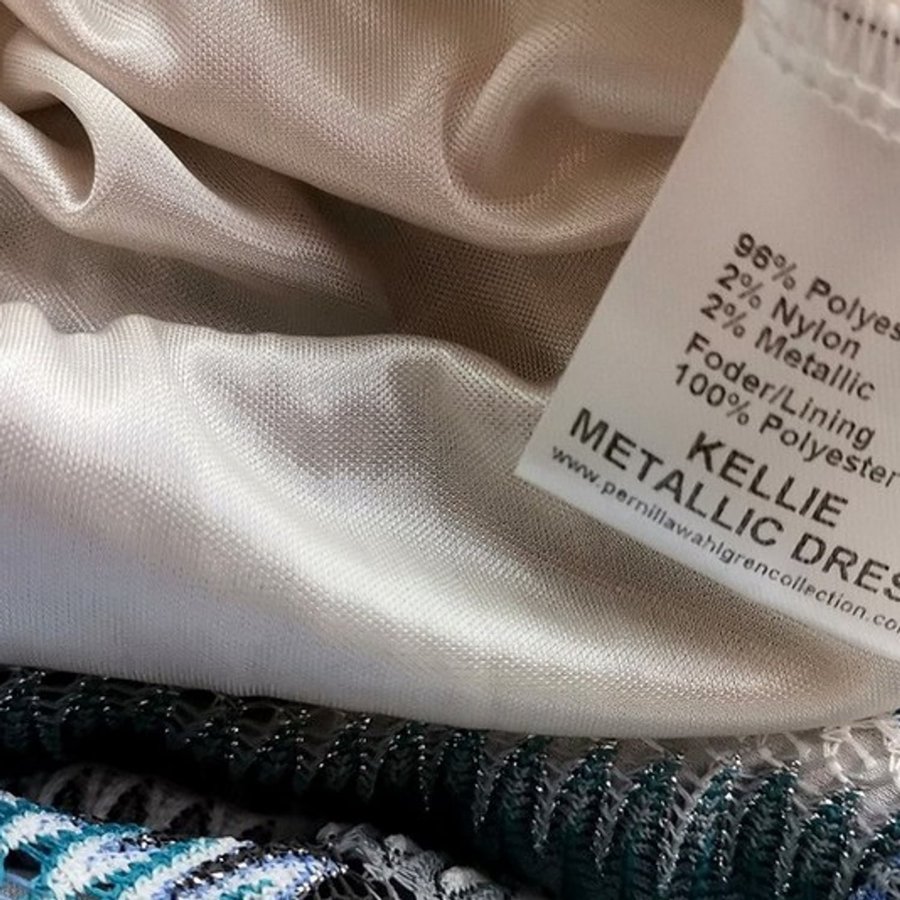 96% Polyes
2% Nylon
2% Metallic
Foder/Lining
100% Polyester
KELLIE
METALLIC DRES
www.pernillawahlgrencollection.co